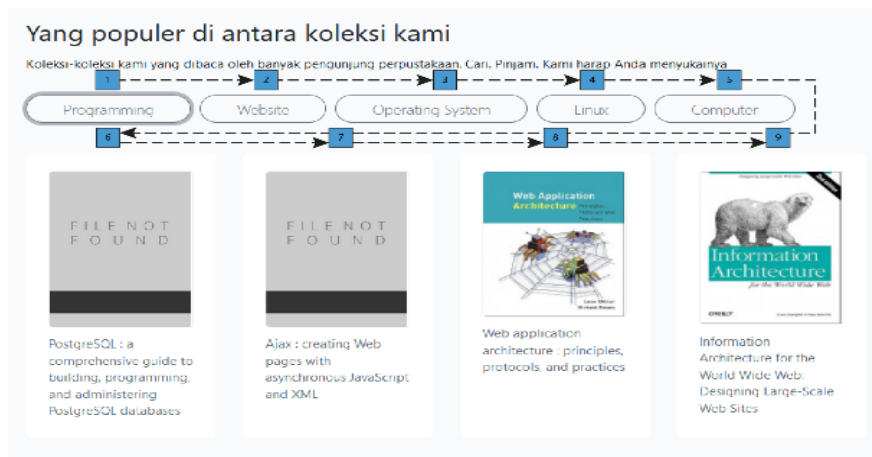 Yang populer di antara koleksi kami
Koleksi-koleksi kami yang dibaca oleh banyak pengunjung perpustakaan. Cari. Pinjam. Kami harap Anda menyukainya
1 2 3 4 5
Programming Website Operating System Linux Computer
6 7 8 9
FILE NOT
FOUND
PostgreSQL : a
comprehensive guide to
building, programming,
and administering
PostgreSQL databases
FILE NOT
FOUND
Ajax : creating Web
pages with
asynchronous JavaScript
and XML
Web Application
Architecture
Web application
architecture : principles,
protocols, and practices
Information
Architecture
for the World Wide Web
O'REILLY
Information
Architecture for the
World Wide Web:
Designing Large-Scale
Web Sites